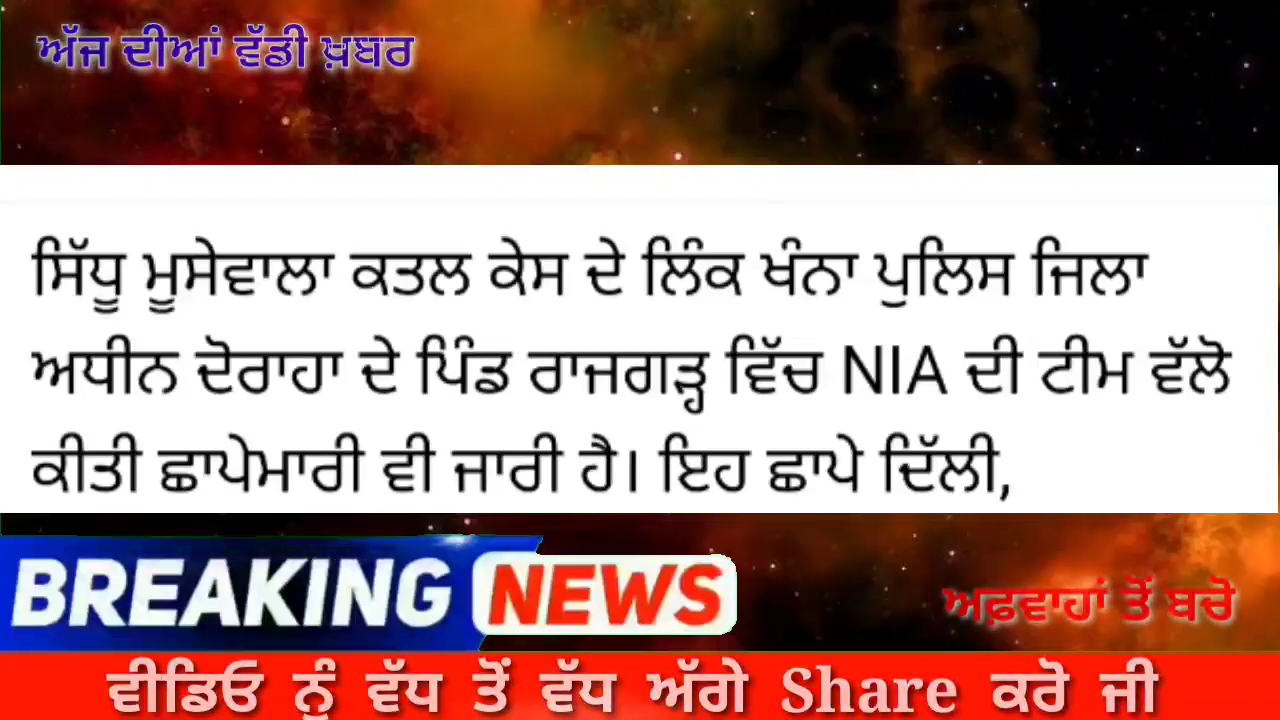 ਅੱਜ ਦੀਆਂ ਵੱਡੀ ਖ਼ਬਰ
ਸਿੱਧੂ ਮੂਸੇਵਾਲਾ ਕਤਲ ਕੇਸ ਦੇ ਲਿੰਕ ਖੰਨਾ ਪੁਲਿਸ ਜਿਲਾ
ਅਧੀਨ ਦੋਰਾਹਾ ਦੇ ਪਿੰਡ ਰਾਜਗੜ੍ਹ ਵਿੱਚ NIA ਦੀ ਟੀਮ ਵੱਲੋ
ਕੀਤੀ ਛਾਪੇਮਾਰੀ ਵੀ ਜਾਰੀ ਹੈ। ਇਹ ਛਾਪੇ ਦਿੱਲੀ,
BREAKING NEWS
ਅਫ਼ਵਾਹਾਂ ਤੋਂ ਬਚੋ
ਵੀਡਿਓ ਨੂੰ ਵੱਧ ਤੋਂ ਵੱਧ ਅੱਗੇ Share ਕਰੋ ਜੀ